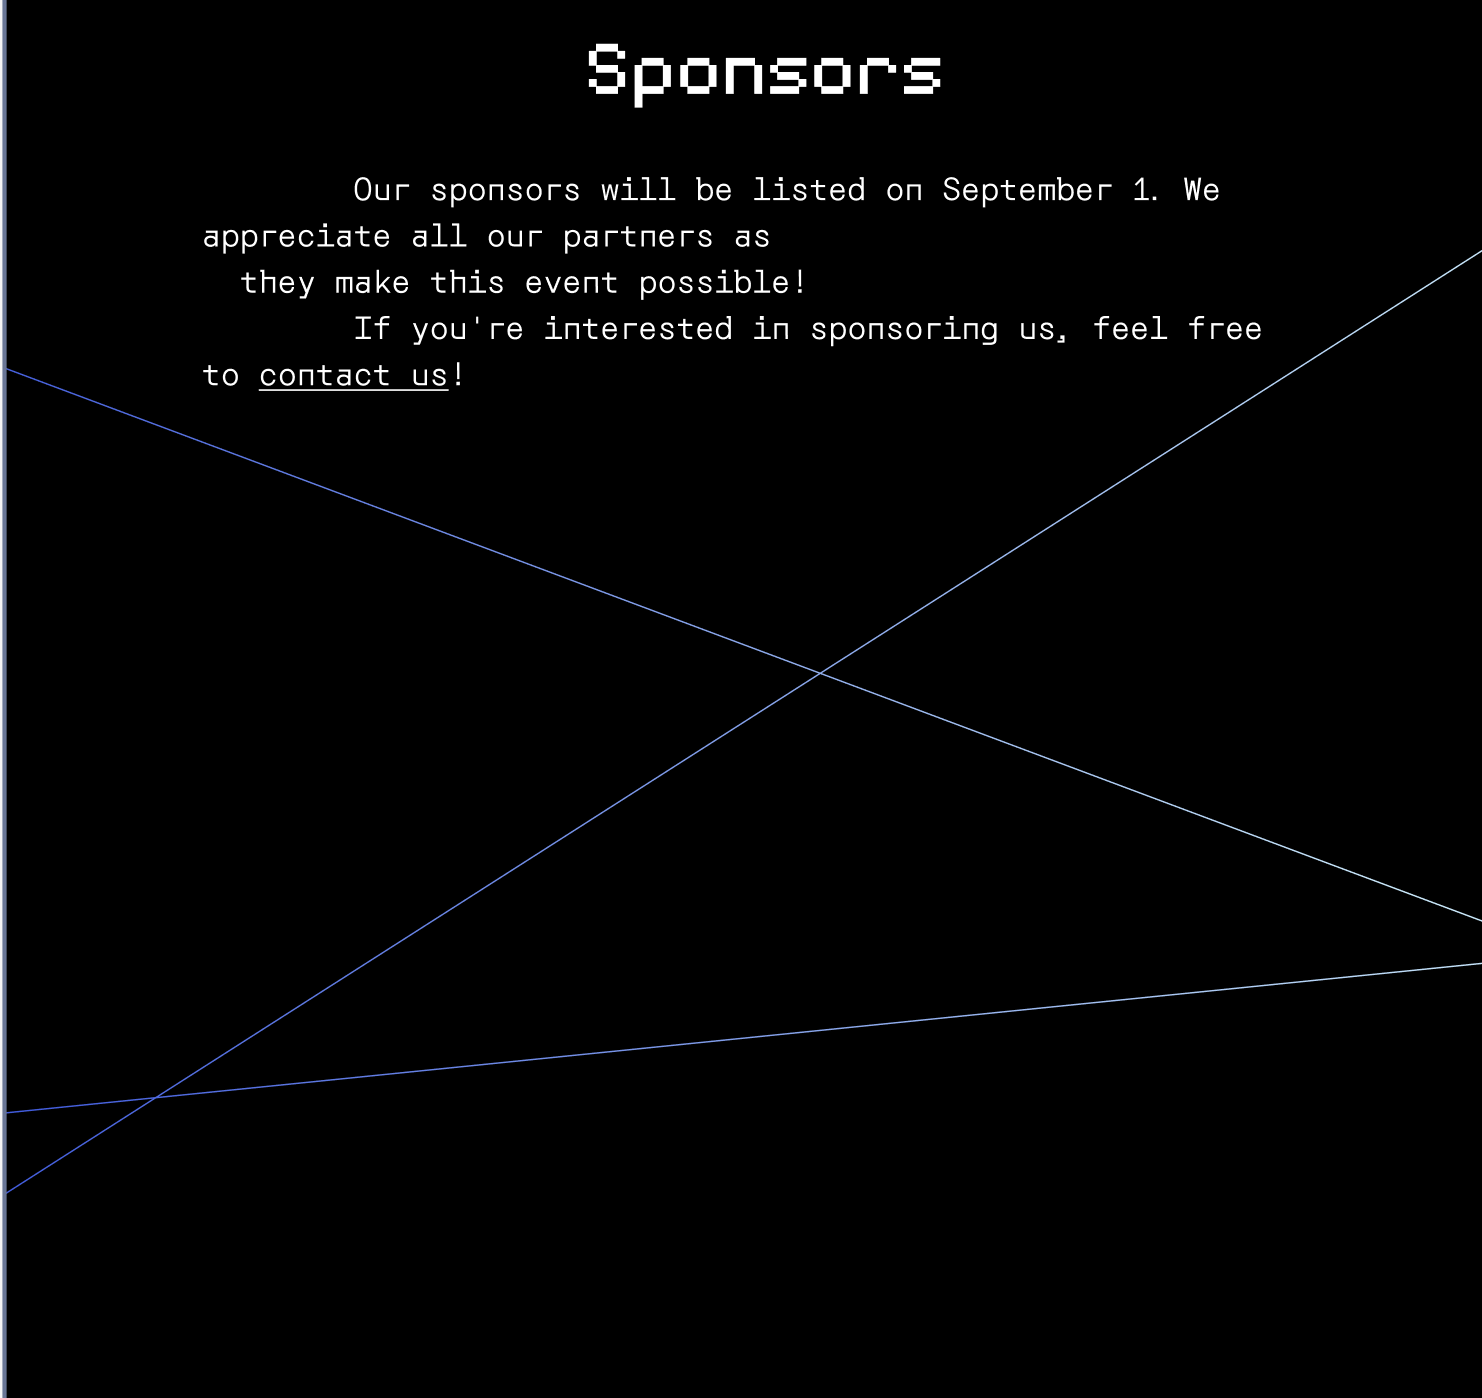 Sponsors
Our sponsors will be listed on September 1. We
appreciate all our partners as
they make this event possible!
If you're interested in sponsoring us, feel free
to contact us!